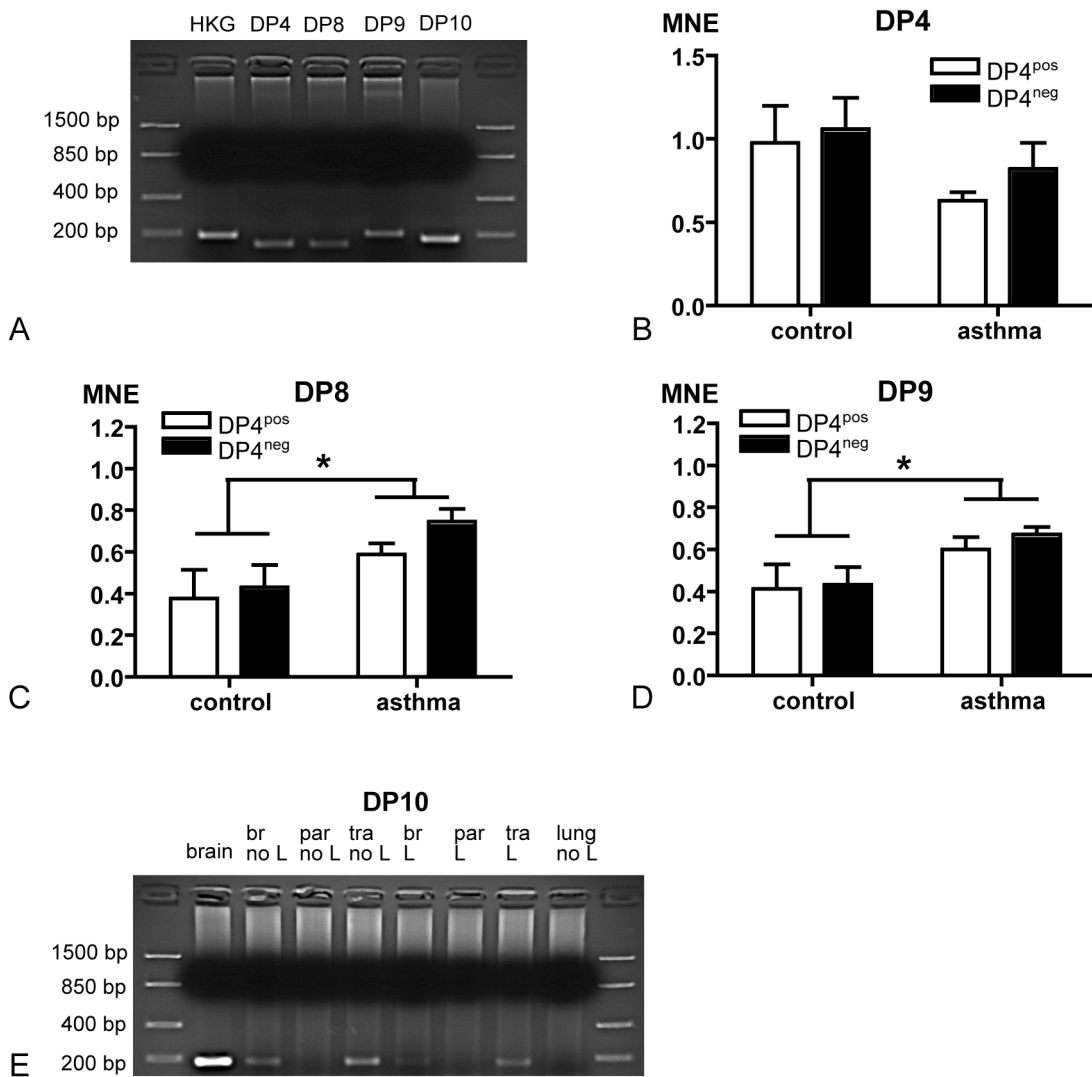 HKG DP4 DP8 DP9 DP10
1500 bp
850 bp
400 bp
200 bp
A
MNE DP4
DP4pos
DP4neg
1.5
1.0
0.5
0.0
control asthma
B
MNE DP8
DP4pos
DP4neg
1.2
1.0
0.8
0.6
0.4
0.2
0.0
*
control asthma
C
MNE DP9
DP4pos
DP4neg
1.2
1.0
0.8
0.6
0.4
0.2
0.0
*
control asthma
D
DP10
br par tra br par tra lung
brain no L no L no L L L L no L
1500 bp
850 bp
400 bp
200 bp
E